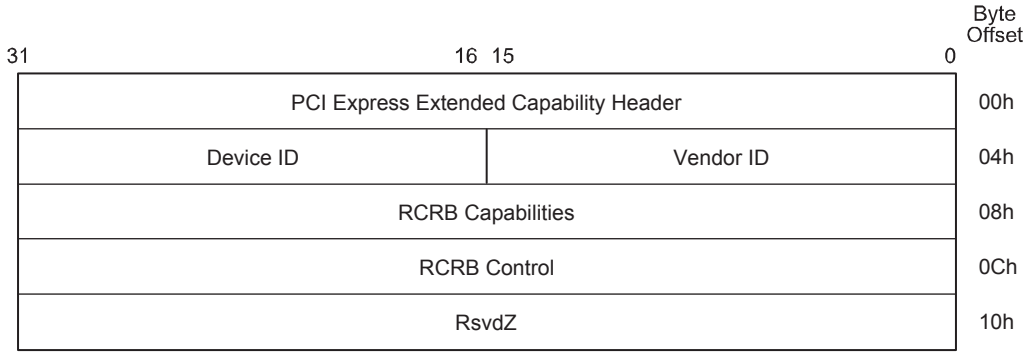 Byte
Offset
31 16 15 0
PCI Express Extended Capability Header 00h
Device ID Vendor ID 04h
RCRB Capabilities 08h
RCRB Control 0Ch
RsvdZ 10h